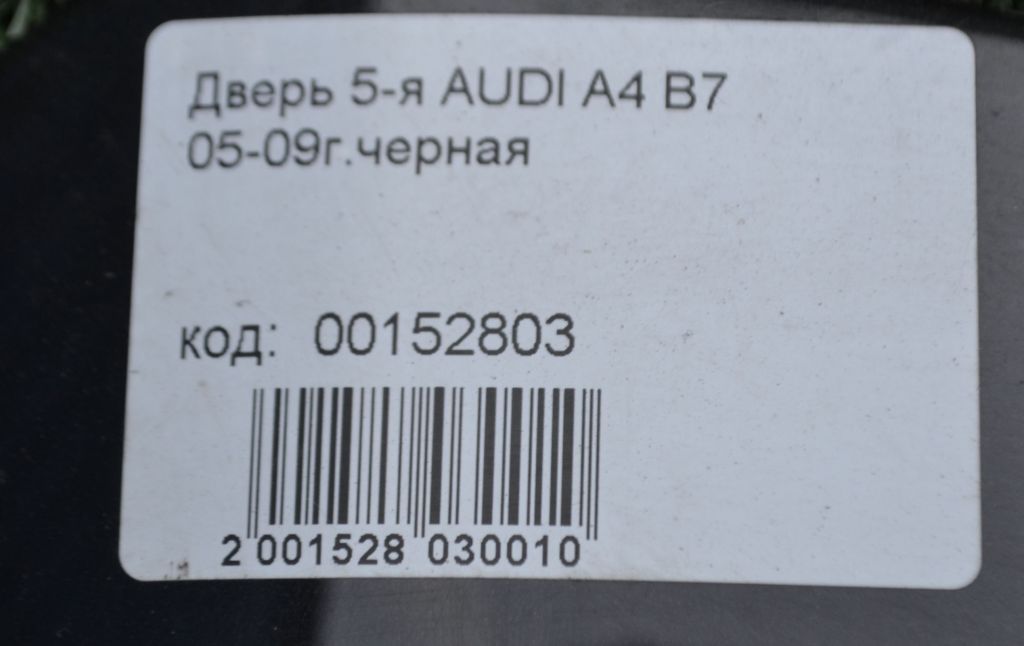 Дверь 5-я AUDI A4 B7
05-09г.черная
код: 00152803
2 001528 030010